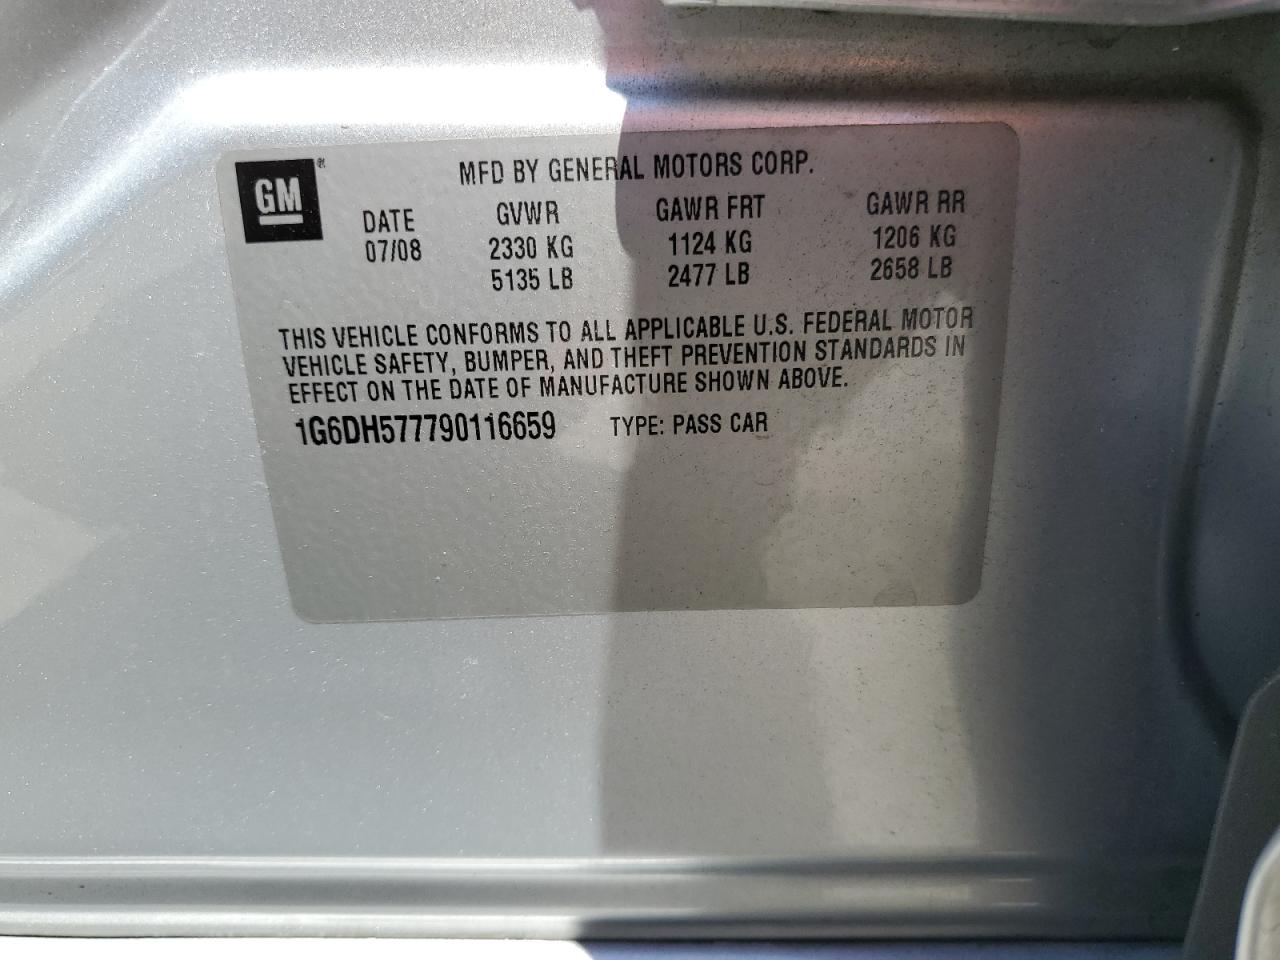 GM®
MFD BY GENERAL MOTORS CORP.
DATE GVWR GAWR FRT GAWR RR
07/08 2330 KG 1124 KG 1206 KG
5135 LB 2477 LB 2658 LB
THIS VEHICLE CONFORMS TO ALL APPLICABLE U.S. FEDERAL MOTOR
VEHICLE SAFETY, BUMPER, AND THEFT PREVENTION STANDARDS IN
EFFECT ON THE DATE OF MANUFACTURE SHOWN ABOVE.
1G6DH577790116659 TYPE: PASS CAR